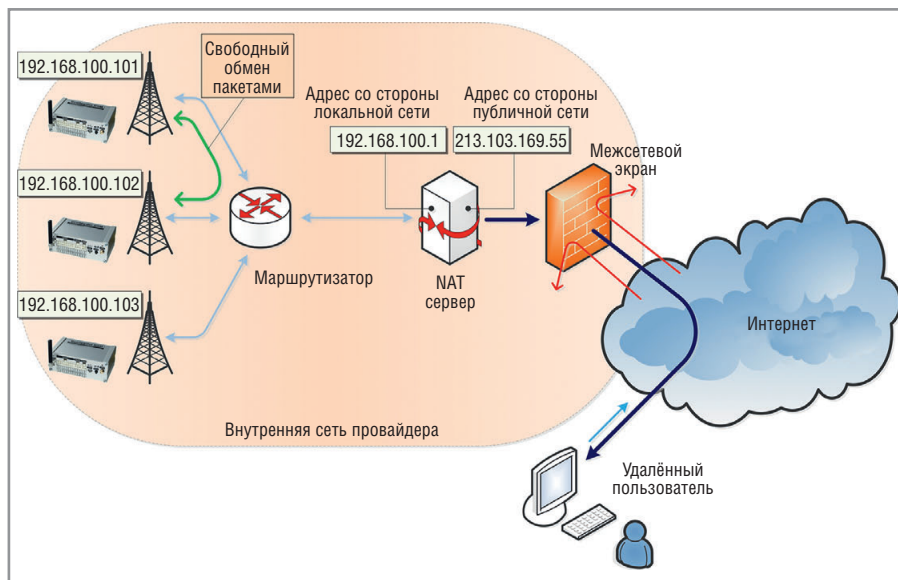 192.168.100.101
Свободный
обмен
пакетами
Адрес со стороны
локальной сети
192.168.100.1
Адрес со стороны
публичной сети
213.103.169.55
Межсетевой
экран
192.168.100.102
Маршрутизатор
NAT
сервер
192.168.100.103
Интернет
Внутренняя сеть провайдера
Удалённый
пользователь